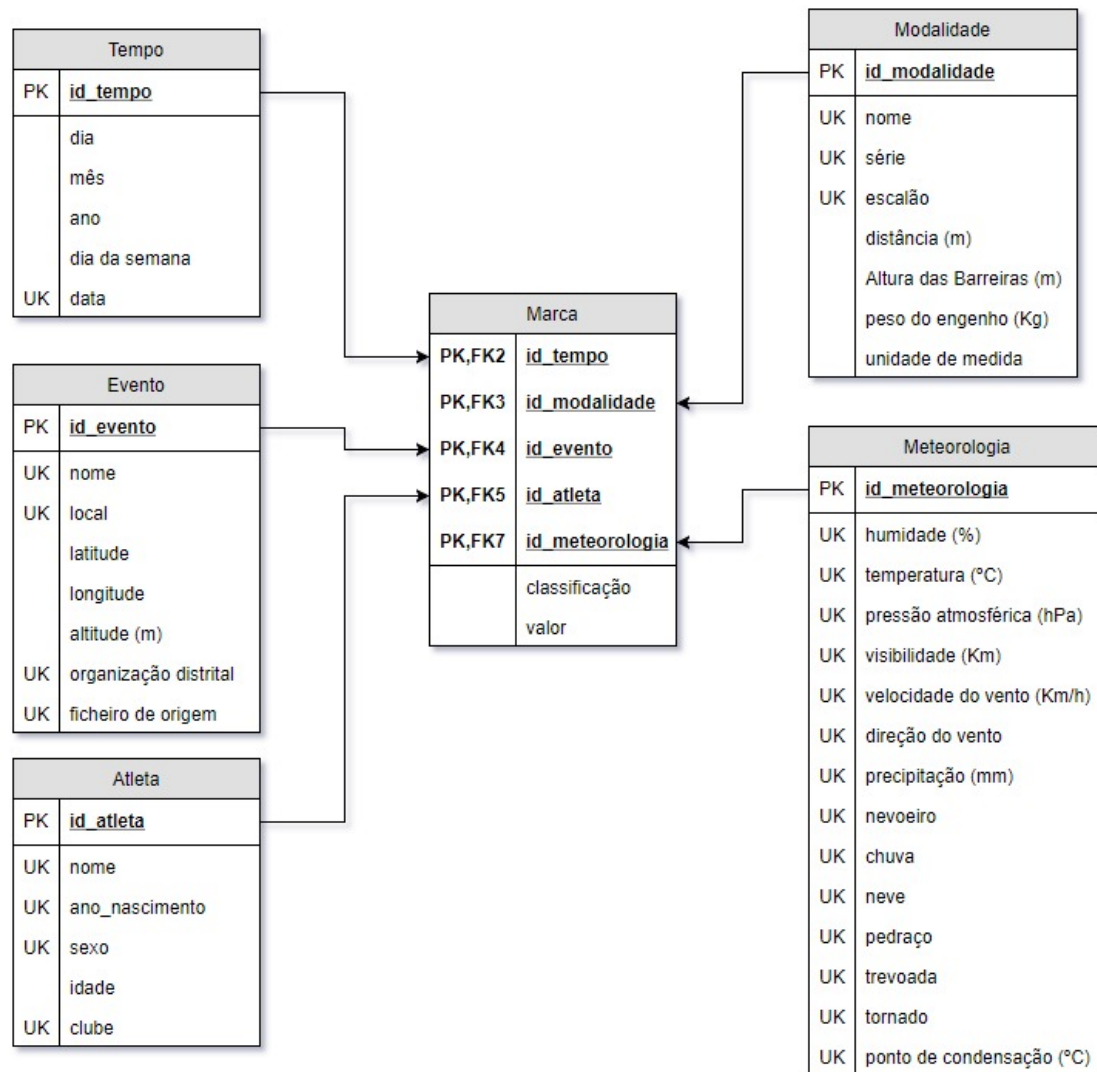 Tempo
PK id_tempo
dia
mês
ano
dia da semana
UK data
Evento
PK id_evento
UK nome
UK local
latitude
longitude
altitude (m)
UK organização distrital
UK ficheiro de origem
Atleta
PK id_atleta
UK nome
UK ano_nascimento
UK sexo
idade
UK clube
Marca
PK,FK2 id_tempo
PK,FK3 id_modalidade
PK,FK4 id_evento
PK,FK5 id_atleta
PK,FK7 id_meteorologia
classificação
valor
Modalidade
PK id_modalidade
UK nome
UK série
UK escalão
distância (m)
Altura das Barreiras (m)
peso do engenho (Kg)
unidade de medida
Meteorologia
PK id_meteorologia
UK humidade (%)
UK temperatura (ºC)
UK pressão atmosférica (hPa)
UK visibilidade (Km)
UK velocidade do vento (Km/h)
UK direção do vento
UK precipitação (mm)
UK nevoeiro
UK chuva
UK neve
UK pedraço
UK trevoada
UK tornado
UK ponto de condensação (ºC)